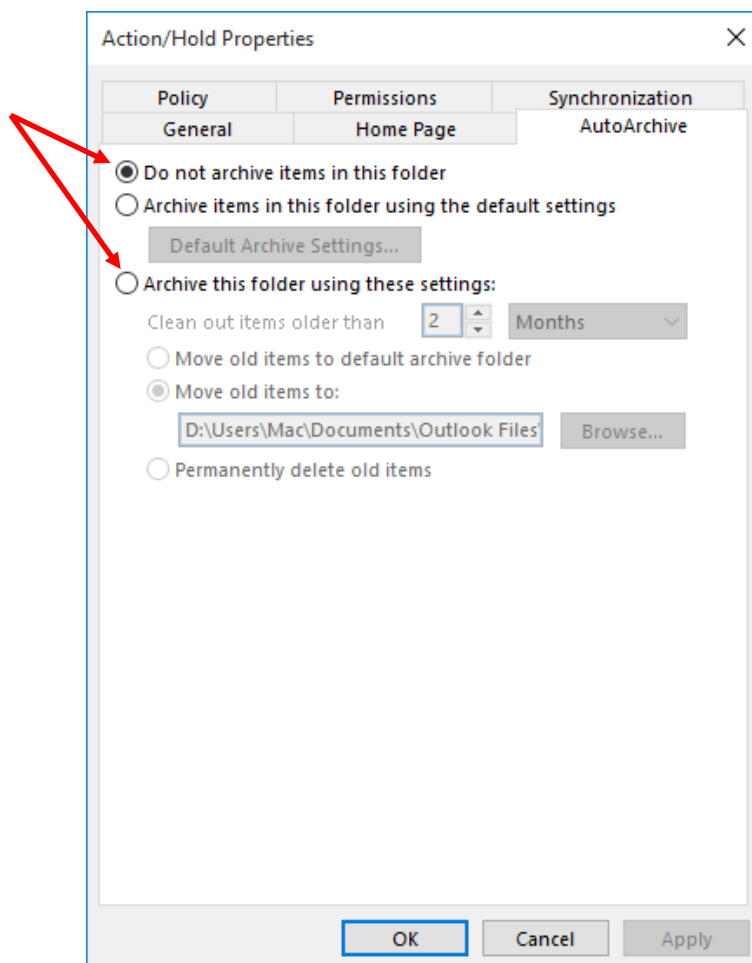 Action/Hold Properties
Policy Permissions Synchronization
General Home Page AutoArchive
Do not archive items in this folder
Archive items in this folder using the default settings
Default Archive Settings...
Archive this folder using these settings:
Clean out items older than 2 Months
Move old items to default archive folder
Move old items to:
D:\Users\Mac\Documents\Outlook Files\ Browse...
Permanently delete old items
OK Cancel Apply